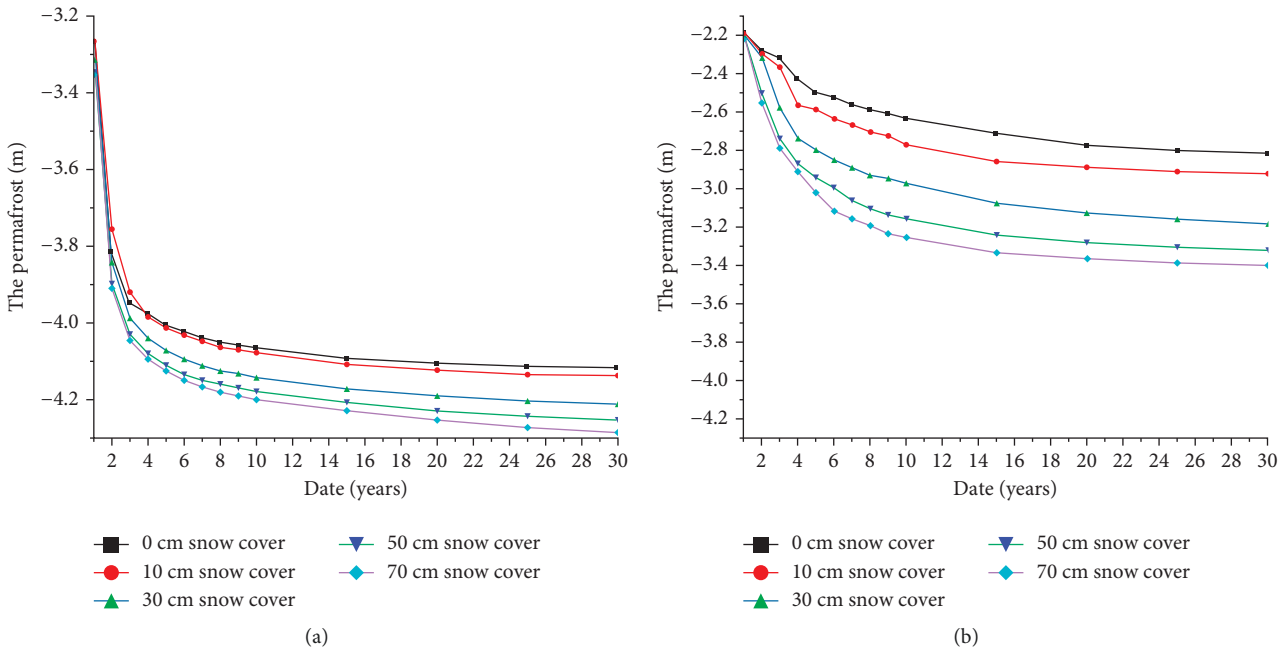 −3.2
−3.4
−3.6
−3.8
−4.0
−4.2
The permafrost (m)
2 4 6 8 10 12 14 16 18 20 22 24 26 28 30
Date (years)
0 cm snow cover
10 cm snow cover
30 cm snow cover
50 cm snow cover
70 cm snow cover
(a)
−2.2
−2.4
−2.6
−2.8
−3.0
−3.2
−3.4
−3.6
−3.8
−4.0
−4.2
The permafrost (m)
2 4 6 8 10 12 14 16 18 20 22 24 26 28 30
Date (years)
0 cm snow cover
10 cm snow cover
30 cm snow cover
50 cm snow cover
70 cm snow cover
(b)